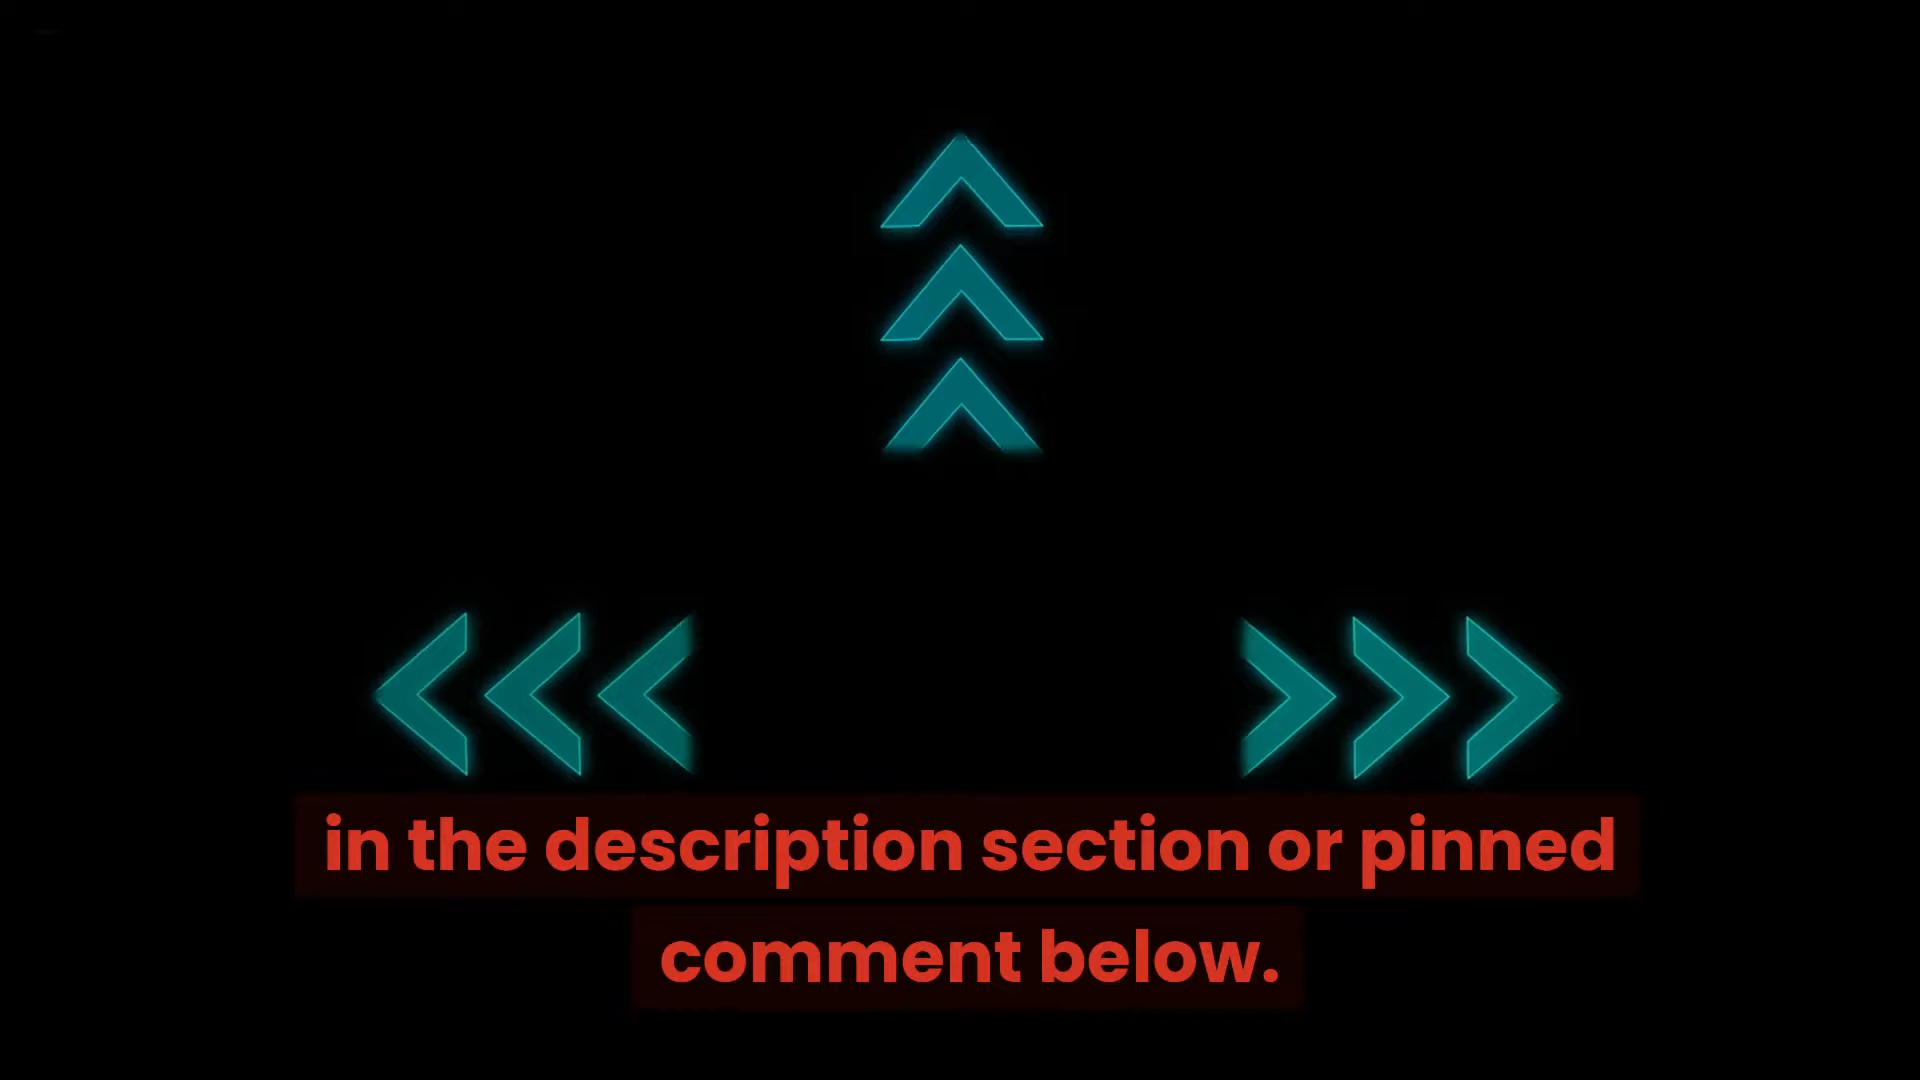 in the description section or pinned
comment below.